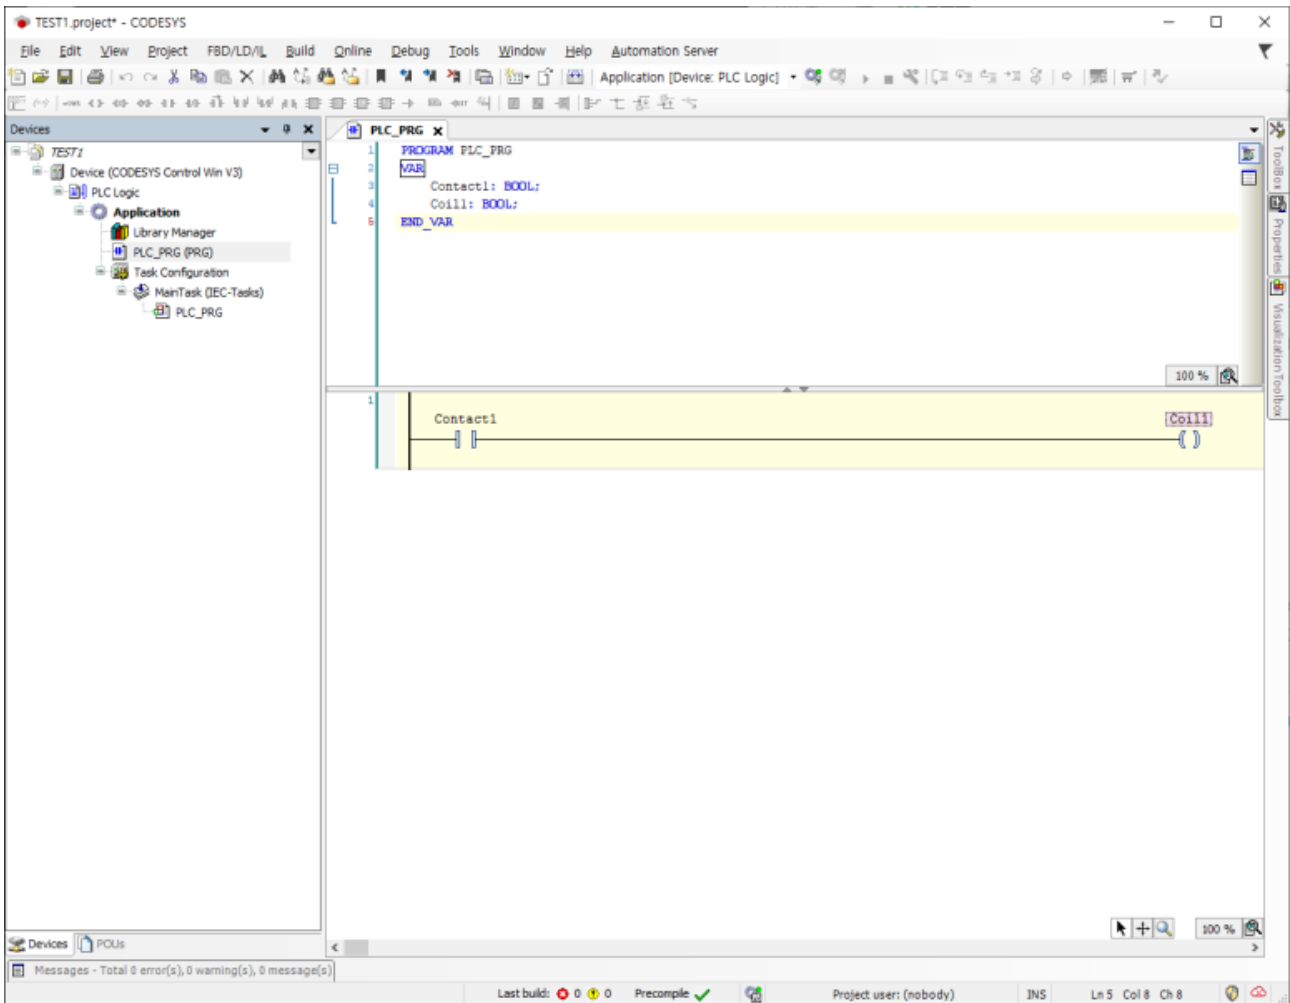 TEST1.project* - CODESYS
File Edit View Project FBD/LD/IL Build Online Debug Tools Window Help Automation Server
Application [Device: PLC Logic]
Devices
TEST1
Device (CODESYS Control Win V3)
PLC Logic
Application
Library Manager
PLC_PRG (PRG)
Task Configuration
MainTask (IEC-Tasks)
PLC_PRG
PLC_PRG
1 PROGRAM PLC_PRG
2 VAR
3 Contact1: BOOL;
4 Coil1: BOOL;
5 END_VAR
100 %
1
Contact1
Coil1
100 %
ToolBox
Properties
Visualization Toolbox
Devices POUs
Messages - Total 0 error(s), 0 warning(s), 0 message(s)
Last build: 0 0 Precompile Project user: (nobody) INS Ln 5 Col 8 Ch 8